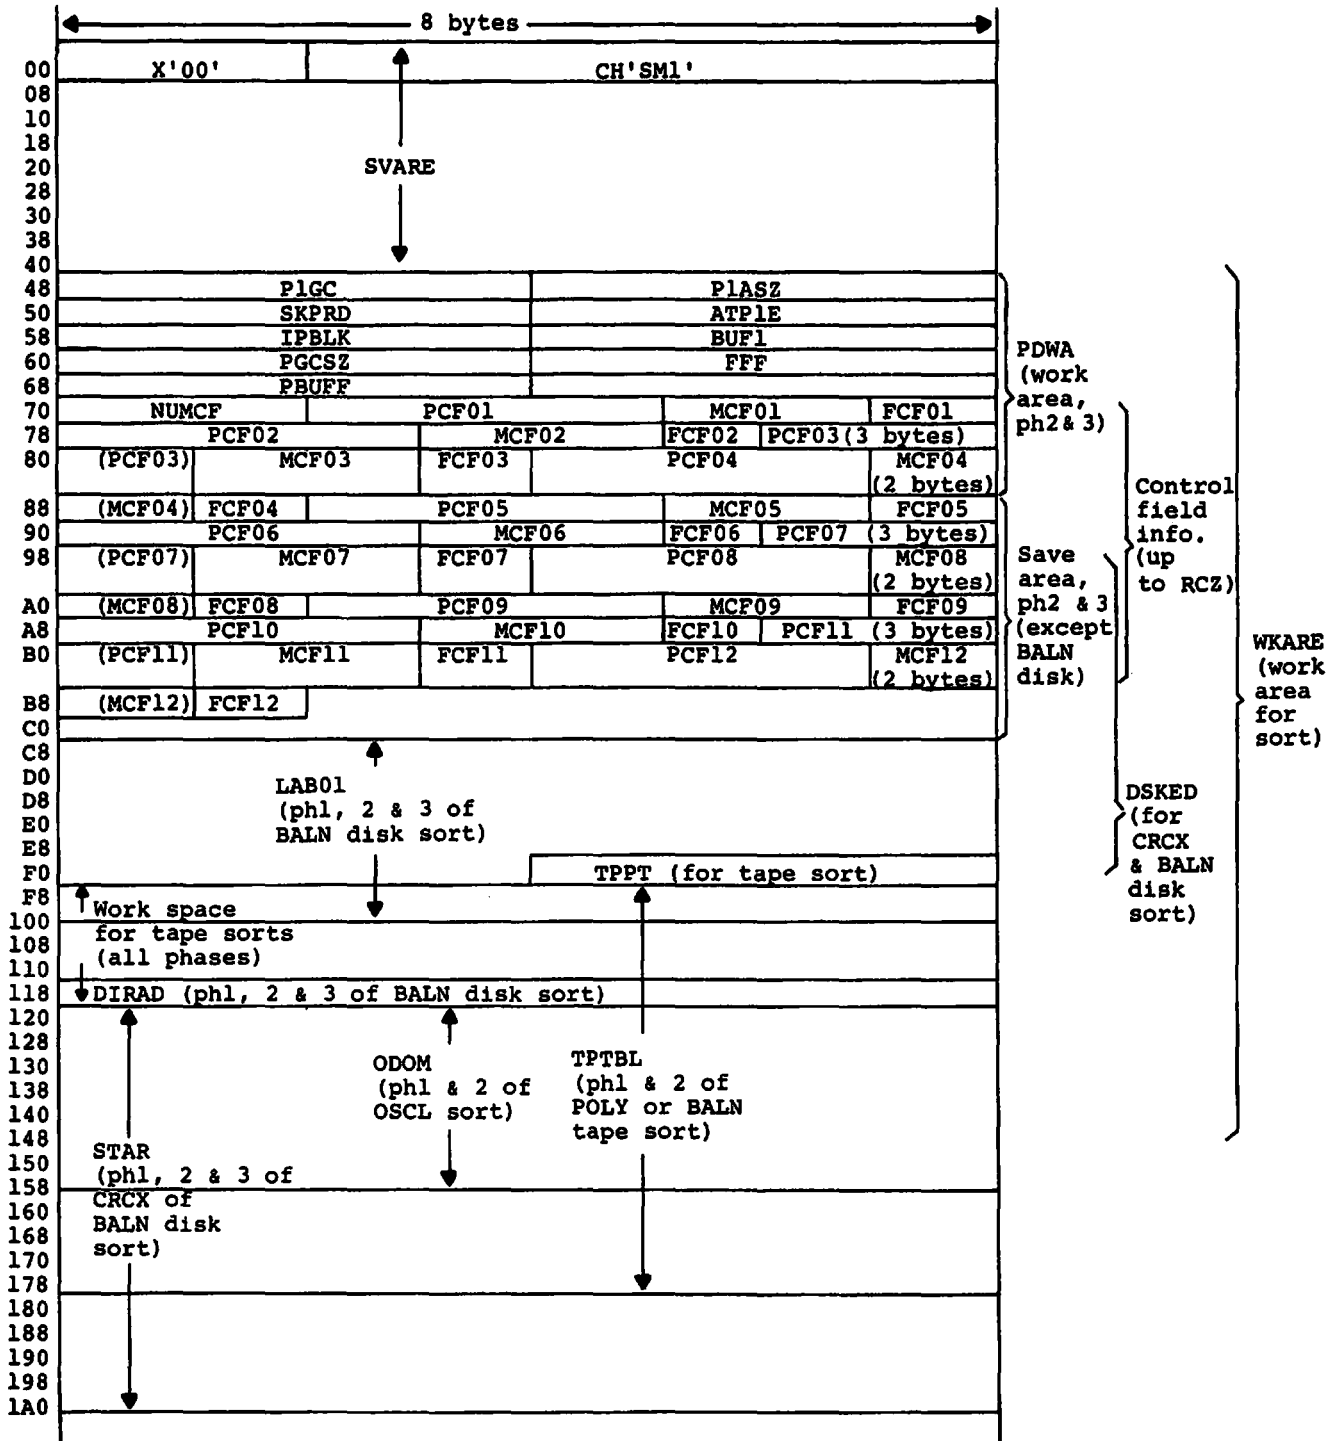 8 bytes
00 X'00' CH'SM1'
08
10
18
20 SVARE
28
30
38
40
48 P1GC P1ASZ
50 SKPRD ATP1E
58 IPBLK BUF1
60 PGCSZ FFF
68 PBUFF
PDWA
(work
area,
ph2 & 3)
70 NUMCF PCF01 MCF01 FCF01
78 PCF02 MCF02 FCF02 PCF03(3 bytes)
80 (PCF03) MCF03 FCF03 PCF04 MCF04
(2 bytes)
88 (MCF04) FCF04 PCF05 MCF05 FCF05
90 PCF06 MCF06 FCF06 PCF07 (3 bytes)
98 (PCF07) MCF07 FCF07 PCF08 MCF08
(2 bytes)
A0 (MCF08) FCF08 PCF09 MCF09 FCF09
A8 PCF10 MCF10 FCF10 PCF11 (3 bytes)
B0 (PCF11) MCF11 FCF11 PCF12 MCF12
(2 bytes)
B8 (MCF12) FCF12
C0
Save
area,
ph2 & 3
(except
BALN
disk)
Control
field
info.
(up
to RCZ)
WKARE
(work
area
for
sort)
DSKED
(for
CRCX
& BALN
disk
sort)
C8
D0
D8
E0
E8
LAB01
(ph1, 2 & 3 of
BALN disk sort)
F0 TPPT (for tape sort)
F8
100
108
110
Work space
for tape sorts
(all phases)
118 DIRAD (ph1, 2 & 3 of BALN disk sort)
120
128
130
138
140
148
150
158
160
168
170
178
180
188
190
198
1A0
ODOM
(ph1 & 2 of
OSCL sort)
TPTBL
(ph1 & 2 of
POLY or BALN
tape sort)
STAR
(ph1, 2 & 3 of
CRCX of
BALN disk
sort)